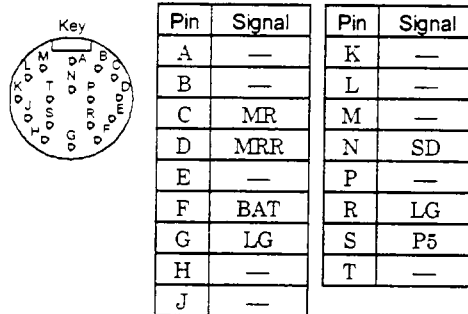 Key
M A B
L C
N
K T P D
J S R E
H G F
Pin Signal
A —
B —
C MR
D MRR
E —
F BAT
G LG
H —
J —
Pin Signal
K —
L —
M —
N SD
P —
R LG
S P5
T —